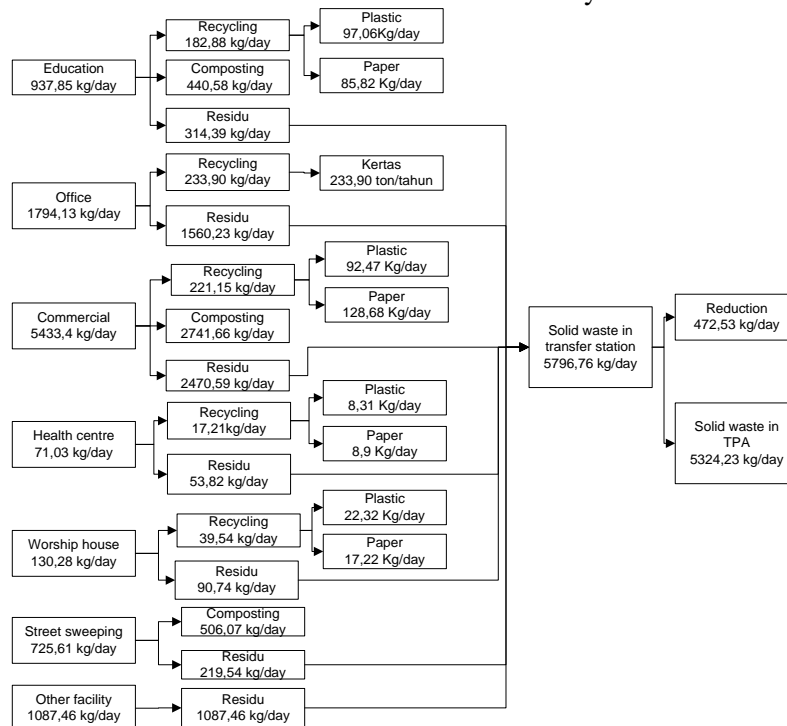 Education
937,85 kg/day
Recycling
182,88 kg/day
Plastic
97,06Kg/day
Paper
85,82 Kg/day
Composting
440,58 kg/day
Residu
314,39 kg/day
Office
1794,13 kg/day
Recycling
233,90 kg/day
Kertas
233,90 ton/tahun
Residu
1560,23 kg/day
Commercial
5433,4 kg/day
Recycling
221,15 kg/day
Plastic
92,47 Kg/day
Paper
128,68 Kg/day
Composting
2741,66 kg/day
Residu
2470,59 kg/day
Health centre
71,03 kg/day
Recycling
17,21kg/day
Plastic
8,31 Kg/day
Paper
8,9 Kg/day
Residu
53,82 kg/day
Worship house
130,28 kg/day
Recycling
39,54 kg/day
Plastic
22,32 Kg/day
Paper
17,22 Kg/day
Residu
90,74 kg/day
Street sweeping
725,61 kg/day
Composting
506,07 kg/day
Residu
219,54 kg/day
Other facility
1087,46 kg/day
Residu
1087,46 kg/day
Solid waste in
transfer station
5796,76 kg/day
Reduction
472,53 kg/day
Solid waste in
TPA
5324,23 kg/day